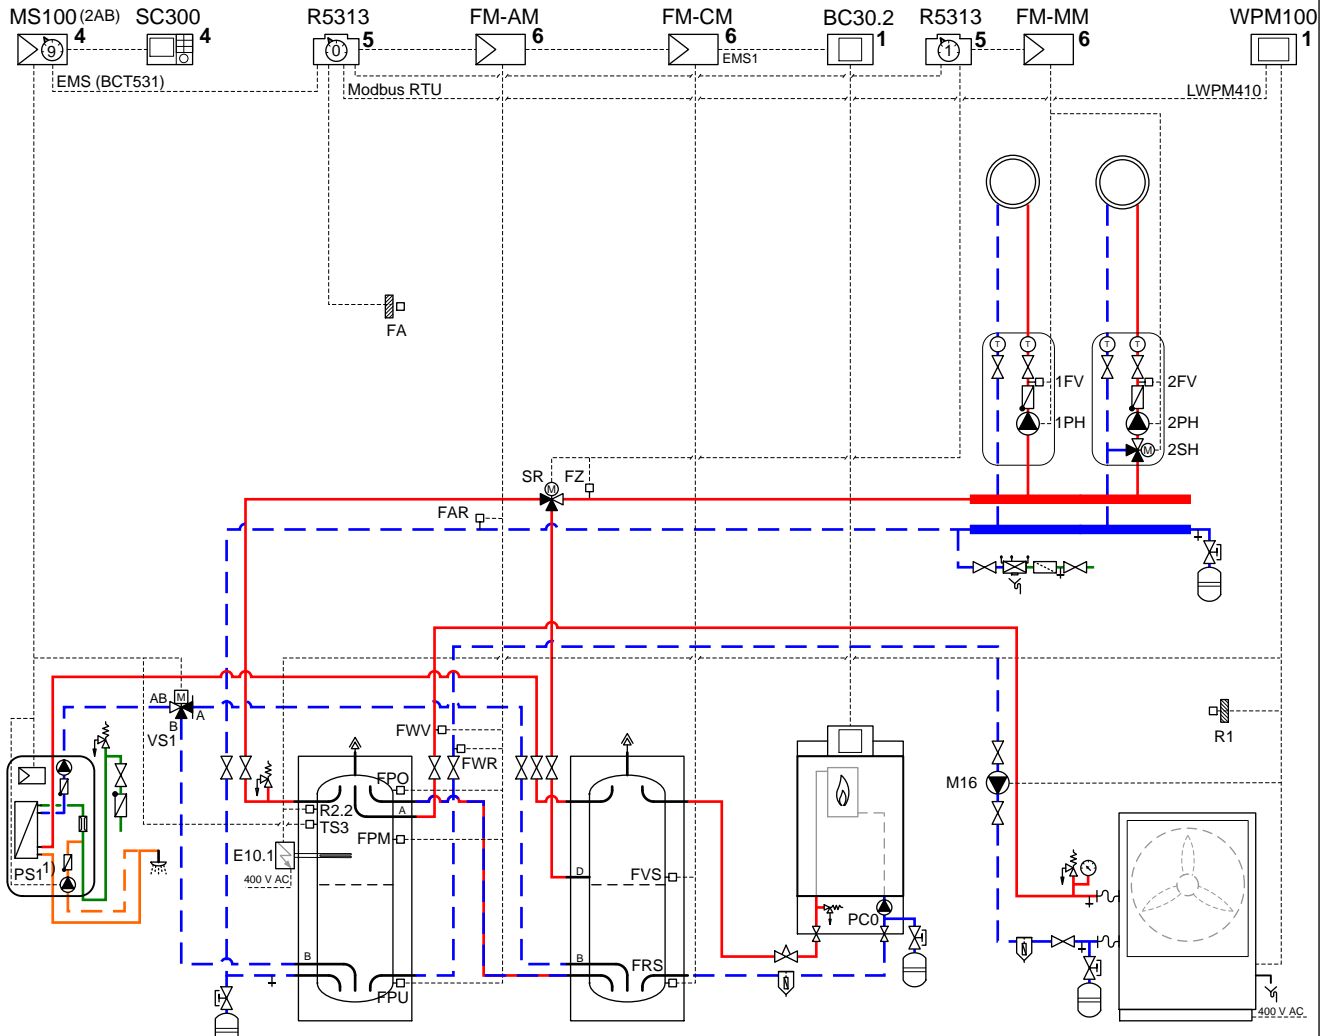 MS100 (2AB) SC300 R5313 FM-AM FM-CM BC30.2 R5313 FM-MM WPM100
4 4 5 6 6 1 5 6 1
9 0 1
EMS1
EMS (BCT531) Modbus RTU LWPM410
FA
T T T T
1FV 2FV
1PH 2PH
M 2SH
SR M FZ
FAR
AB M A
B
VS1
FWV
FWR
R1
FPO
R2.2 A
TS3
FPM
M16
E10.1
400 V AC
PS1 1)
D FVS
PC0
B B FRS
FPU
400 V AC